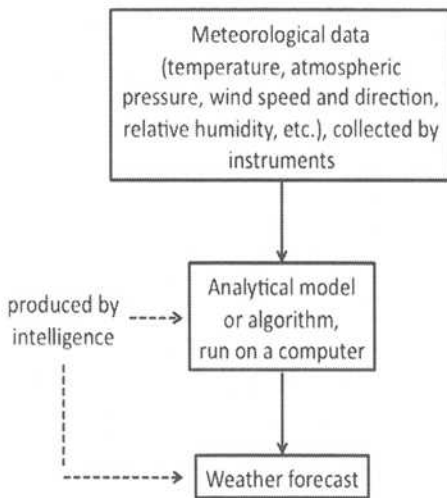 Meteorological data
(temperature, atmospheric
pressure, wind speed and direction,
relative humidity, etc.), collected by
instruments
Analytical model
or algorithm,
run on a computer
produced by
intelligence
Weather forecast